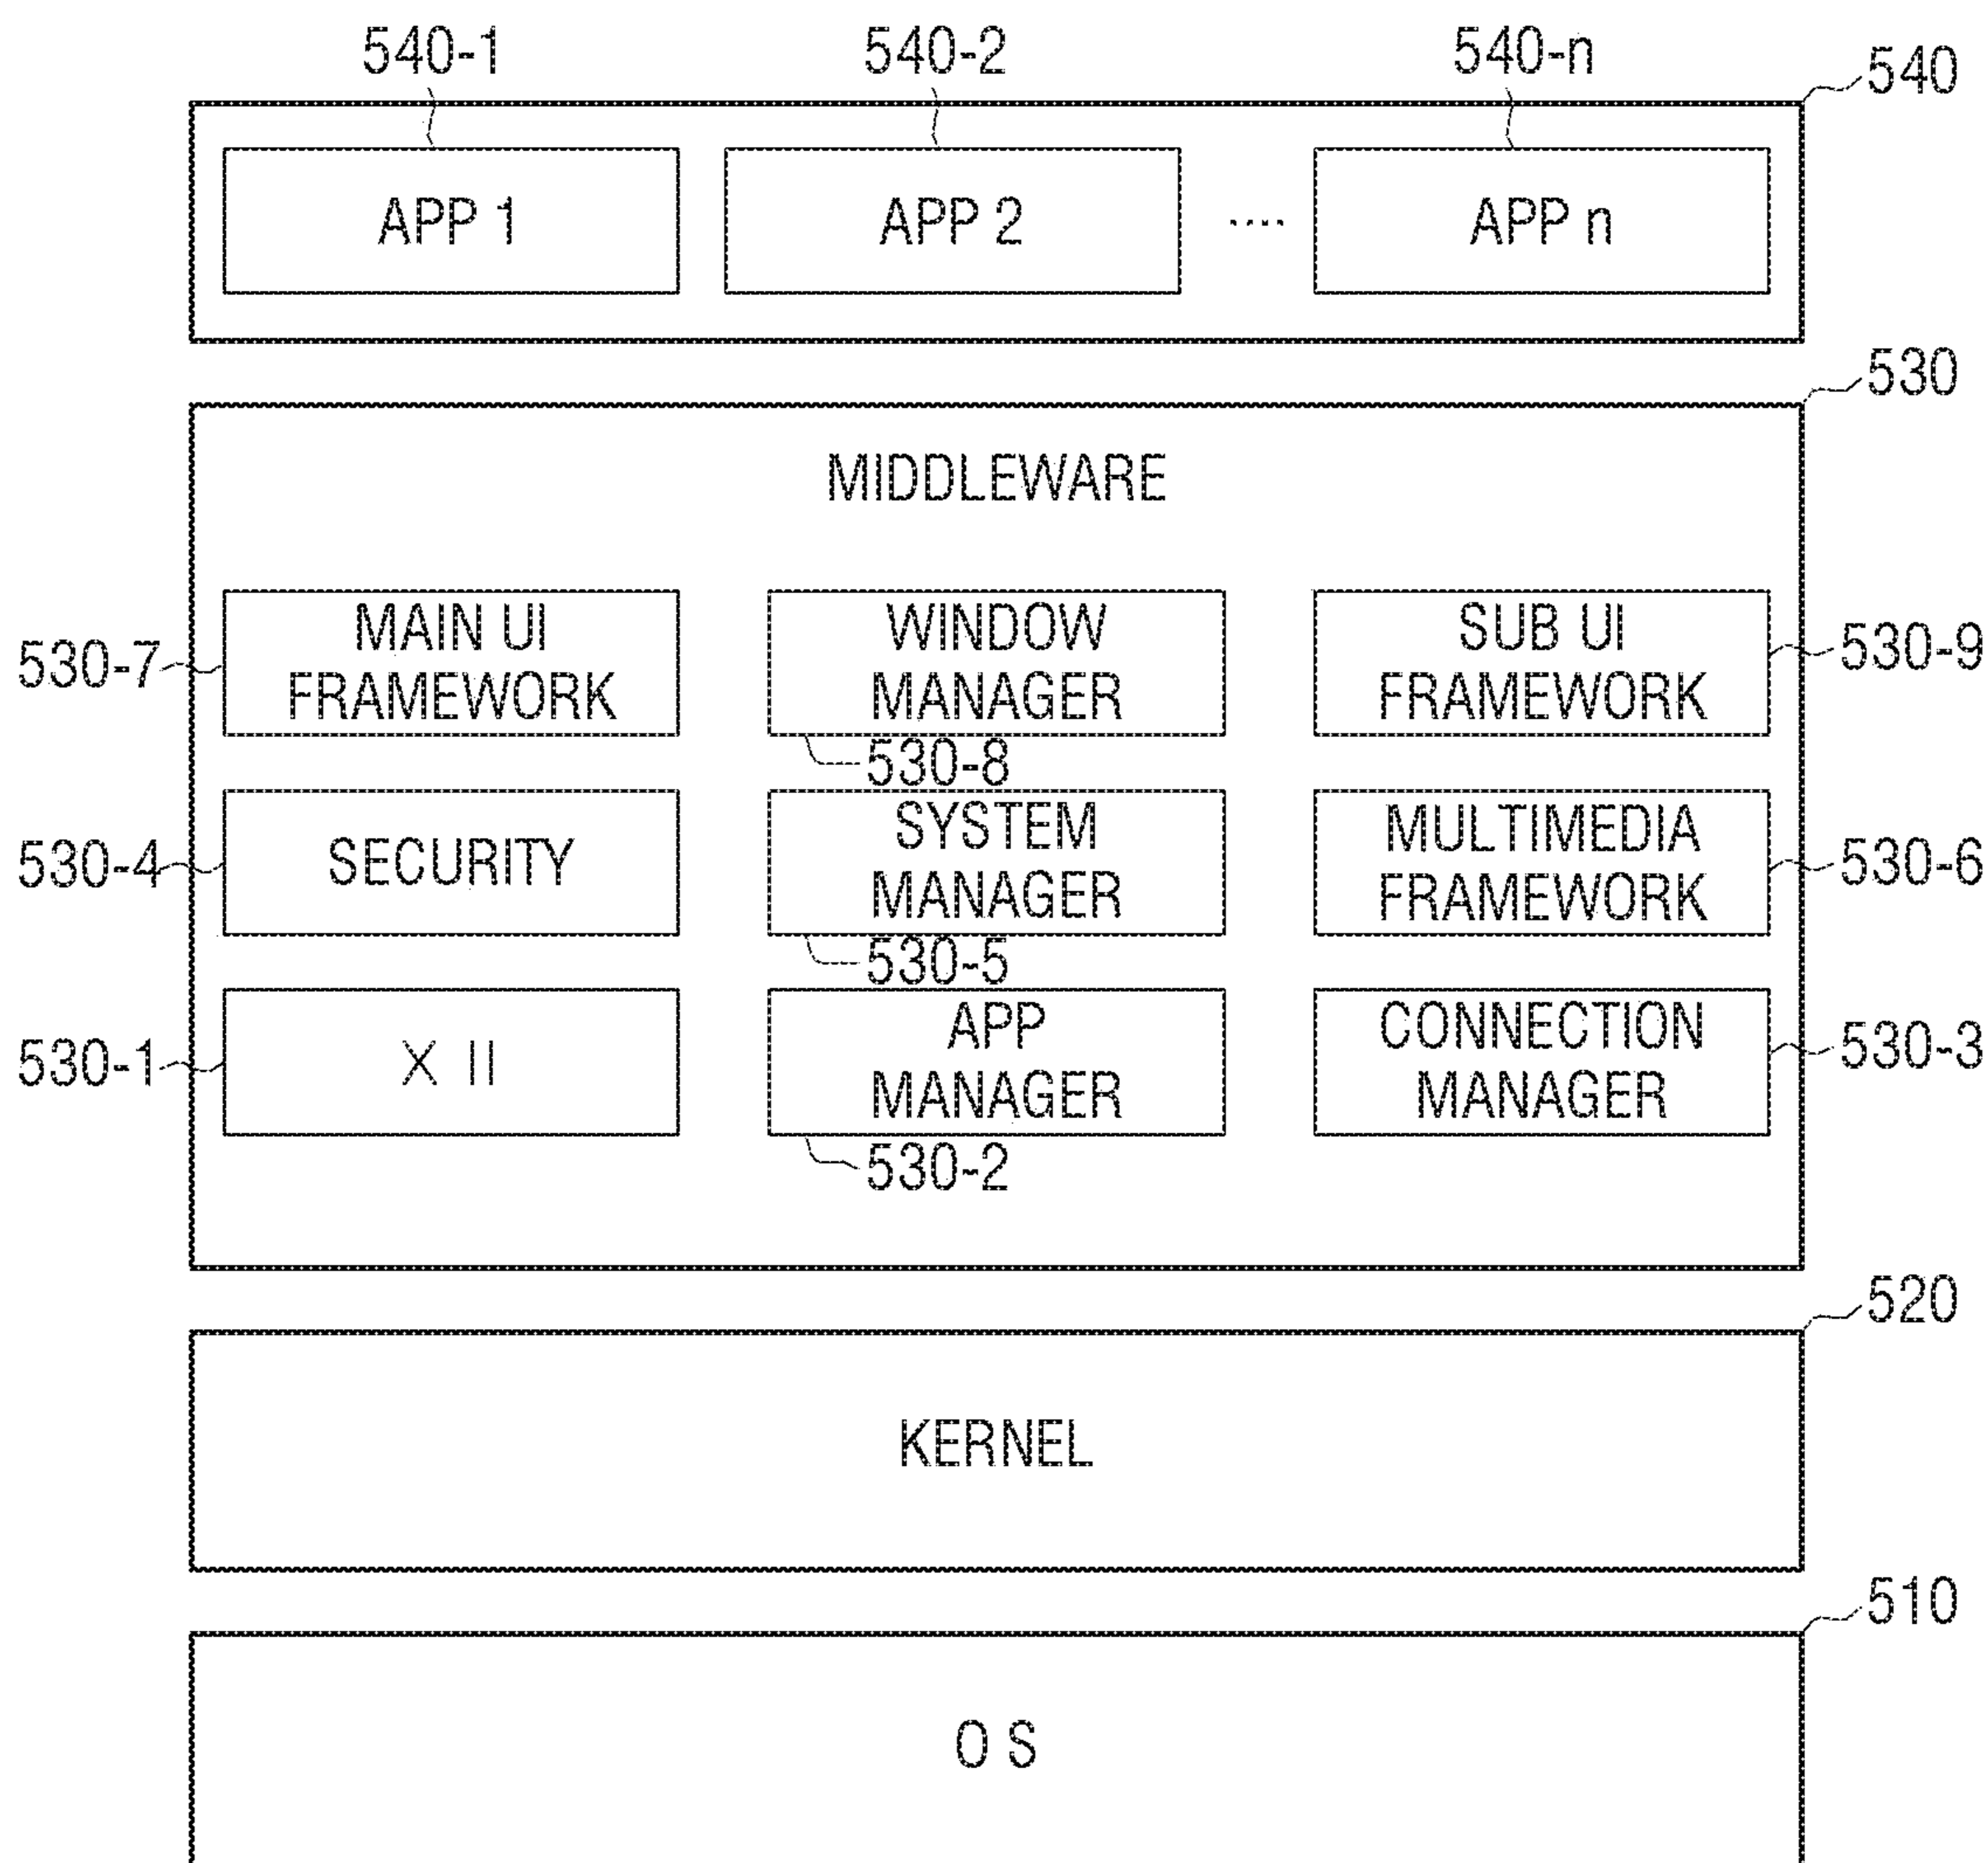 540-1 540-2 540-n 540
APP 1 APP 2 .... APP n
530
MIDDLEWARE
530-7 MAIN UI FRAMEWORK
WINDOW MANAGER
530-8
SUB UI FRAMEWORK 530-9
530-4 SECURITY
SYSTEM MANAGER
530-5
MULTIMEDIA FRAMEWORK 530-6
530-1 X II
APP MANAGER
530-2
CONNECTION MANAGER 530-3
520
KERNEL
510
O S